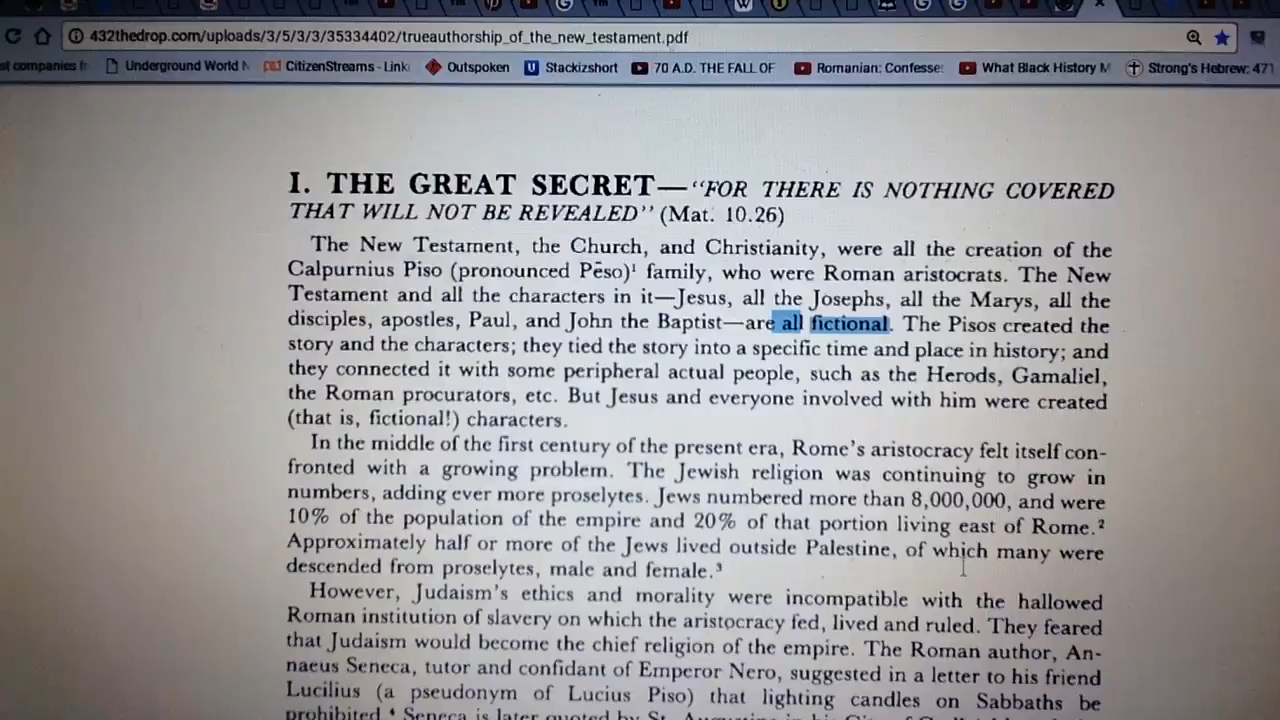 432thedrop.com/uploads/3/5/3/3/35334402/trueauthorship_of_the_new_testament.pdf
st companies f Underground World N CitizenStreams - Link Outspoken Stackizshort 70 A.D. THE FALL OF Romanian: Confesse: What Black History M Strong's Hebrew: 471
I. THE GREAT SECRET—"FOR THERE IS NOTHING COVERED
THAT WILL NOT BE REVEALED" (Mat. 10.26)
The New Testament, the Church, and Christianity, were all the creation of the
Calpurnius Piso (pronounced Pēso)¹ family, who were Roman aristocrats. The New
Testament and all the characters in it—Jesus, all the Josephs, all the Marys, all the
disciples, apostles, Paul, and John the Baptist—are all fictional. The Pisos created the
story and the characters; they tied the story into a specific time and place in history; and
they connected it with some peripheral actual people, such as the Herods, Gamaliel,
the Roman procurators, etc. But Jesus and everyone involved with him were created
(that is, fictional!) characters.
In the middle of the first century of the present era, Rome's aristocracy felt itself con-
fronted with a growing problem. The Jewish religion was continuing to grow in
numbers, adding ever more proselytes. Jews numbered more than 8,000,000, and were
10% of the population of the empire and 20% of that portion living east of Rome.²
Approximately half or more of the Jews lived outside Palestine, of which many were
descended from proselytes, male and female.³
However, Judaism's ethics and morality were incompatible with the hallowed
Roman institution of slavery on which the aristocracy fed, lived and ruled. They feared
that Judaism would become the chief religion of the empire. The Roman author, An-
naeus Seneca, tutor and confidant of Emperor Nero, suggested in a letter to his friend
Lucilius (a pseudonym of Lucius Piso) that lighting candles on Sabbaths be
prohibited.⁴ Seneca is later quoted by St.